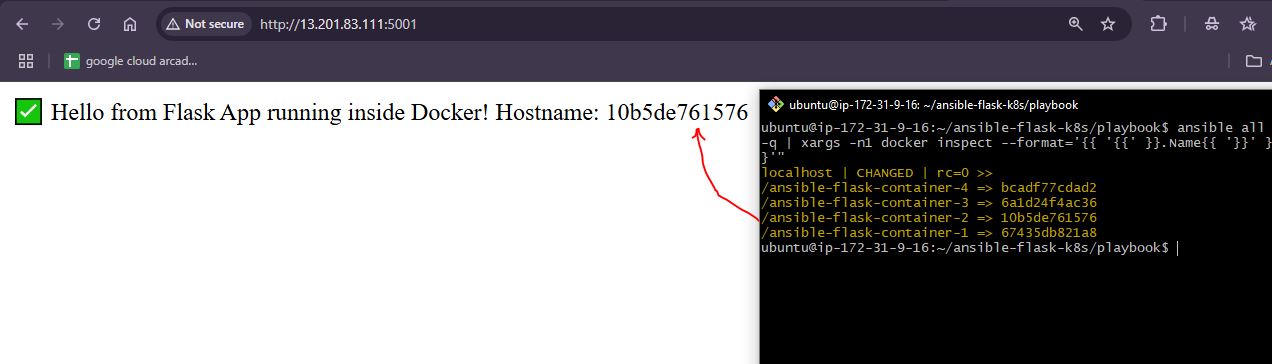 Not secure http://13.201.83.111:5001
google cloud arcad...
Hello from Flask App running inside Docker! Hostname: 10b5de761576
ubuntu@ip-172-31-9-16: ~/ansible-flask-k8s/playbook
ubuntu@ip-172-31-9-16:~/ansible-flask-k8s/playbook$ ansible all
-q | xargs -n1 docker inspect --format='{{ '{{' }}.Name{{ '}}' }
}'"
localhost | CHANGED | rc=0 >>
/ansible-flask-container-4 => bcadf77cdad2
/ansible-flask-container-3 => 6a1d24f4ac36
/ansible-flask-container-2 => 10b5de761576
/ansible-flask-container-1 => 67435db821a8
ubuntu@ip-172-31-9-16:~/ansible-flask-k8s/playbook$